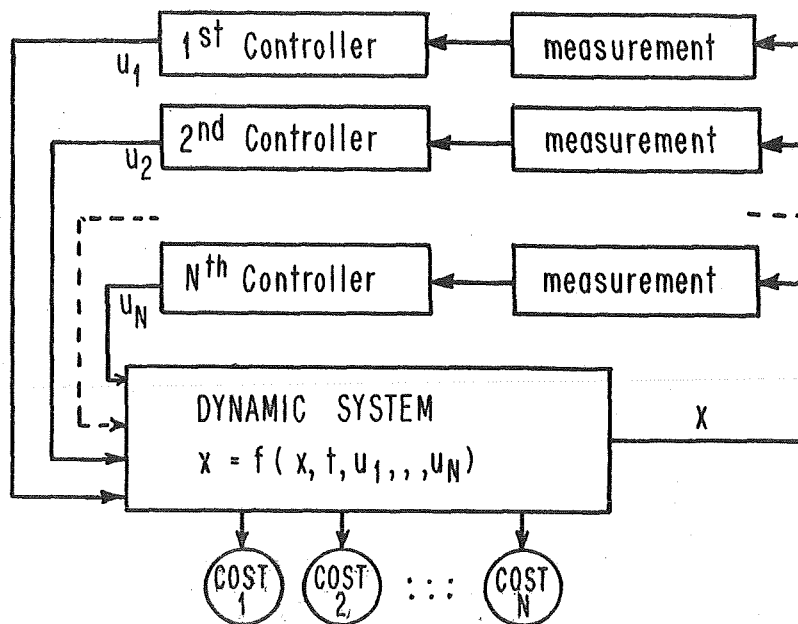 1st Controller
measurement
u1
2nd Controller
measurement
u2
Nth Controller
measurement
uN
DYNAMIC SYSTEM
x = f ( x, t, u1 , , , uN )
X
COST 1
COST 2,
. . .
COST N